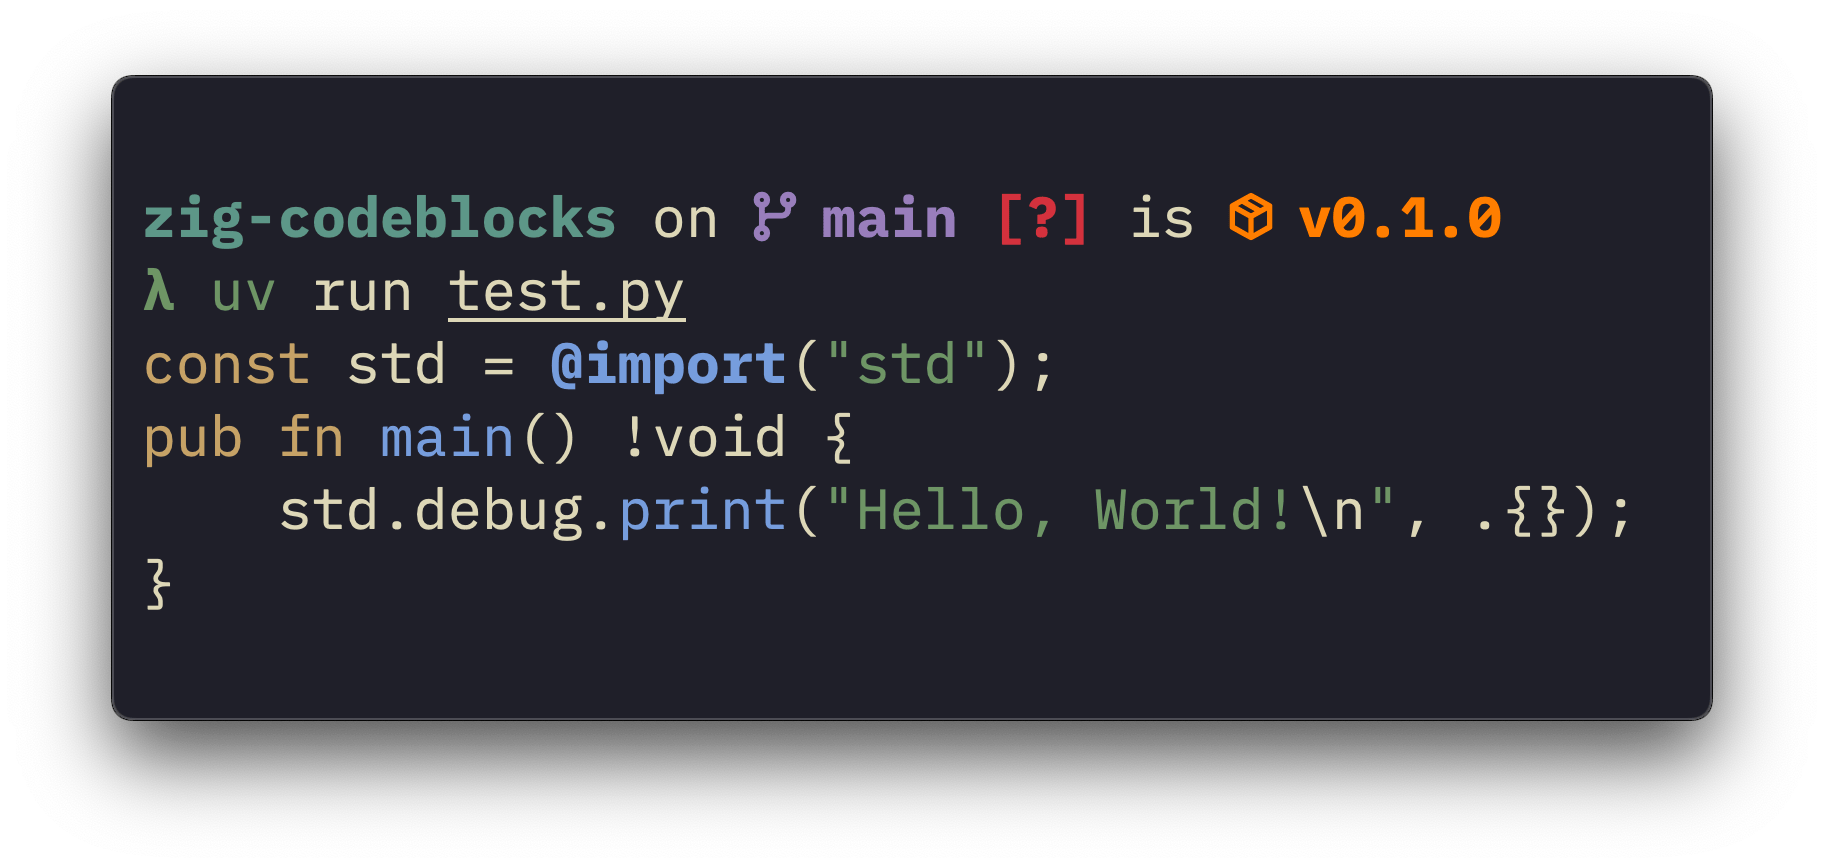 zig-codeblocks on main [?] is v0.1.0
λ uv run test.py
const std = @import("std");
pub fn main() !void {
    std.debug.print("Hello, World!\n", .{});
}